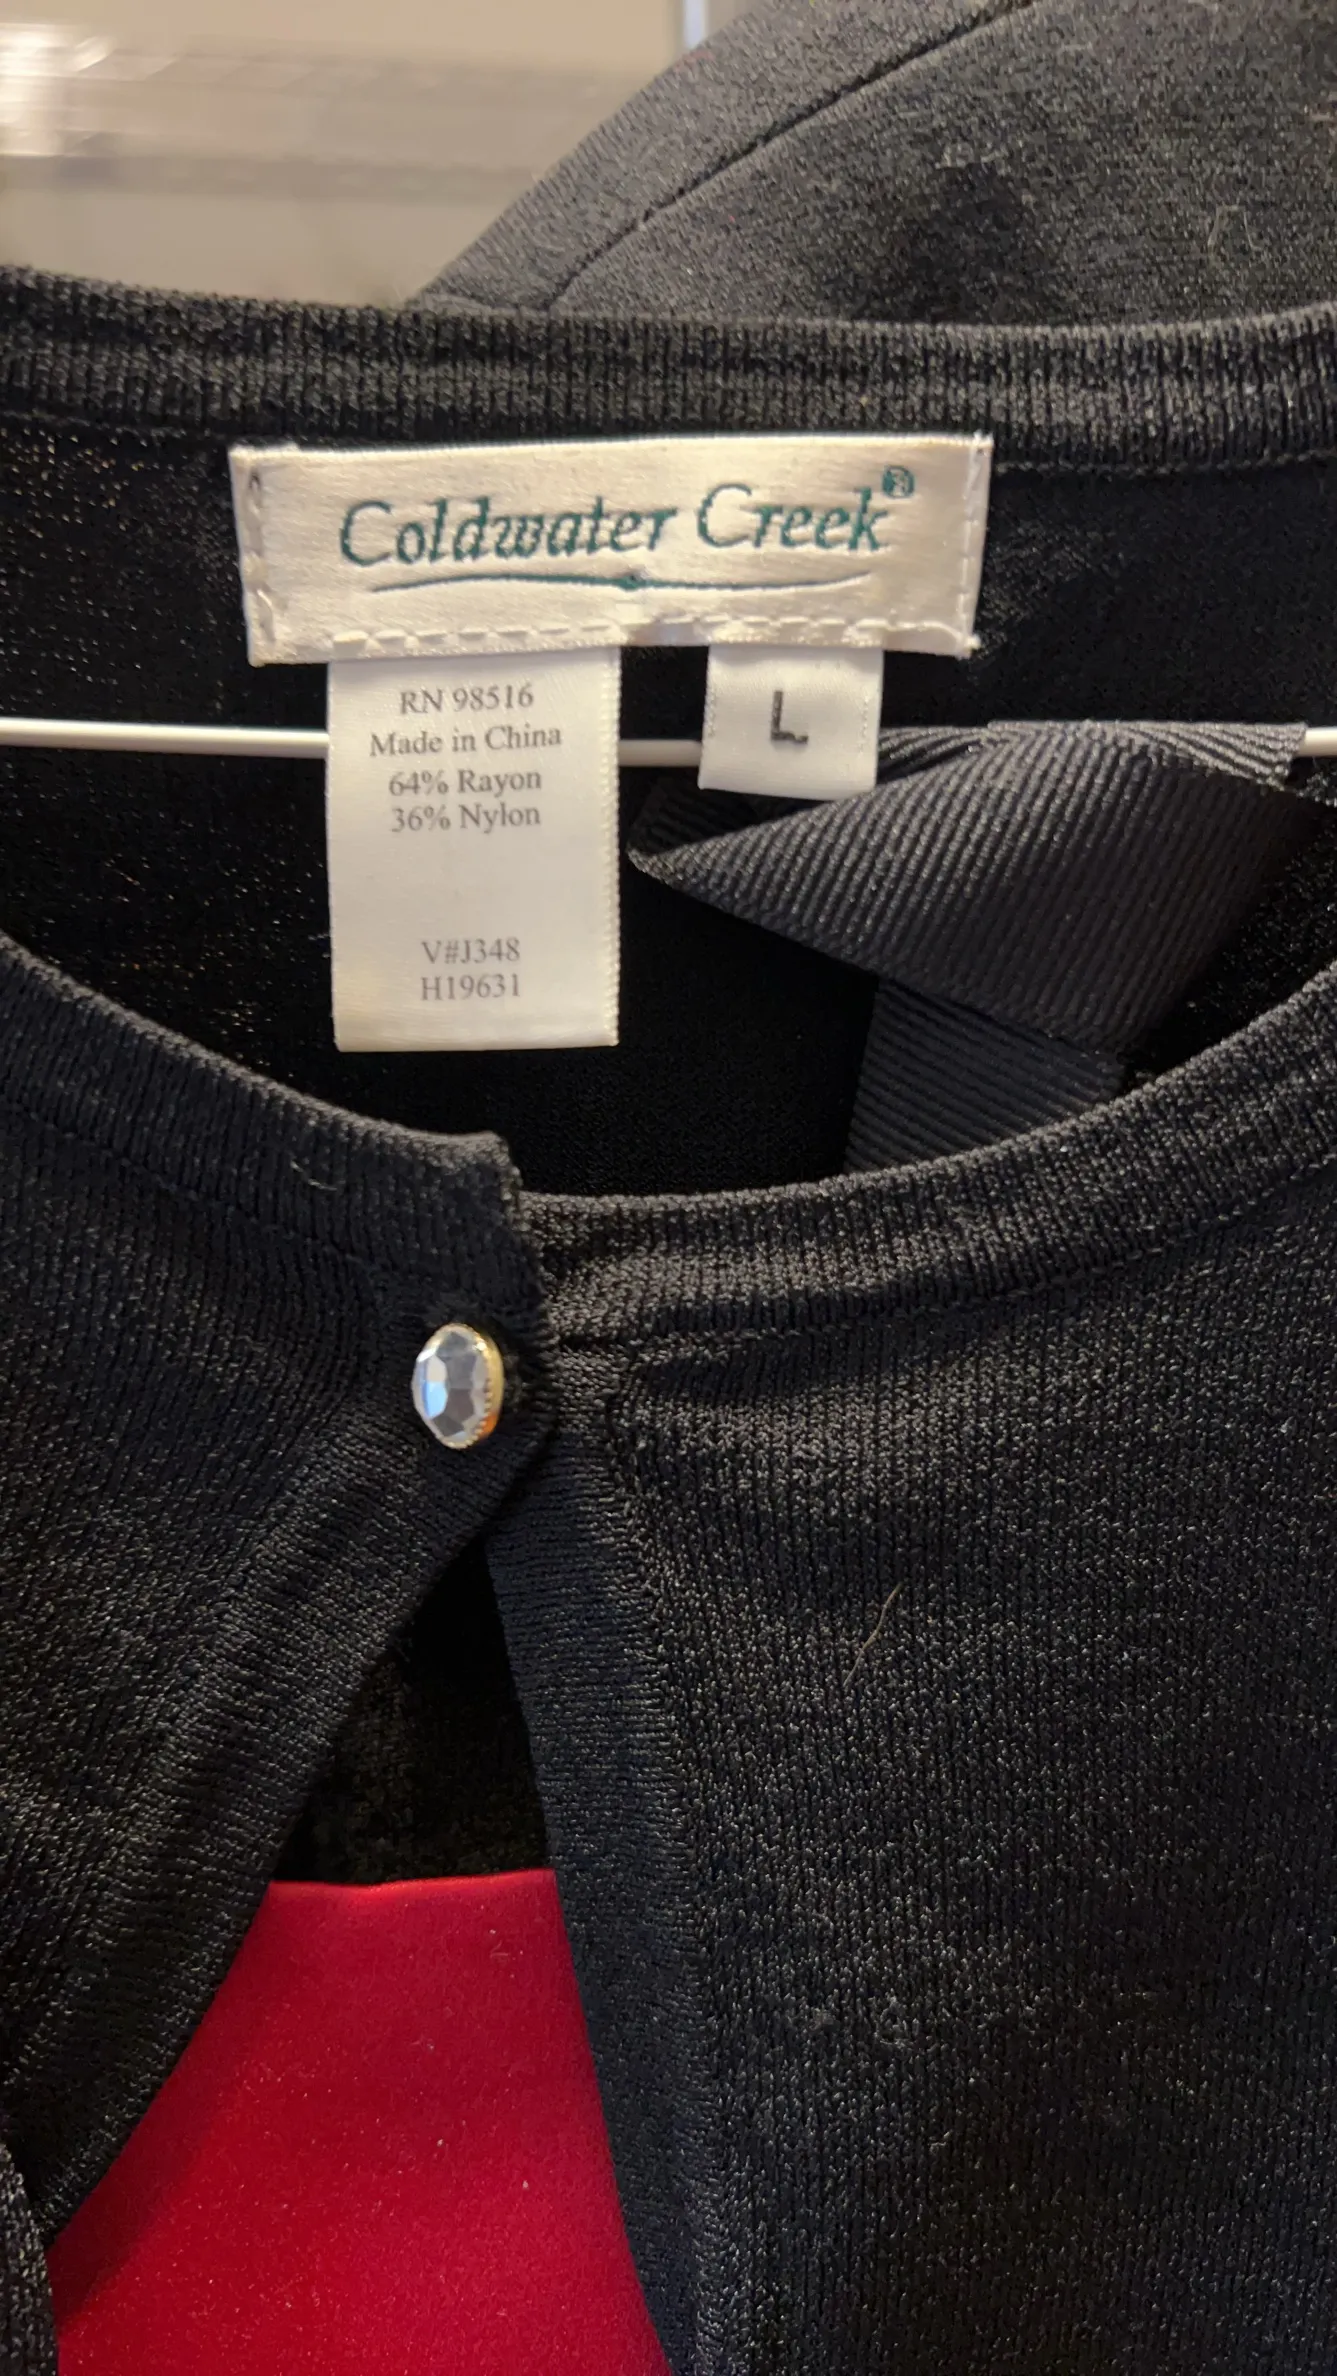 Coldwater Creek®
RN 98516
Made in China
64% Rayon
36% Nylon
V#J348
H19631
L